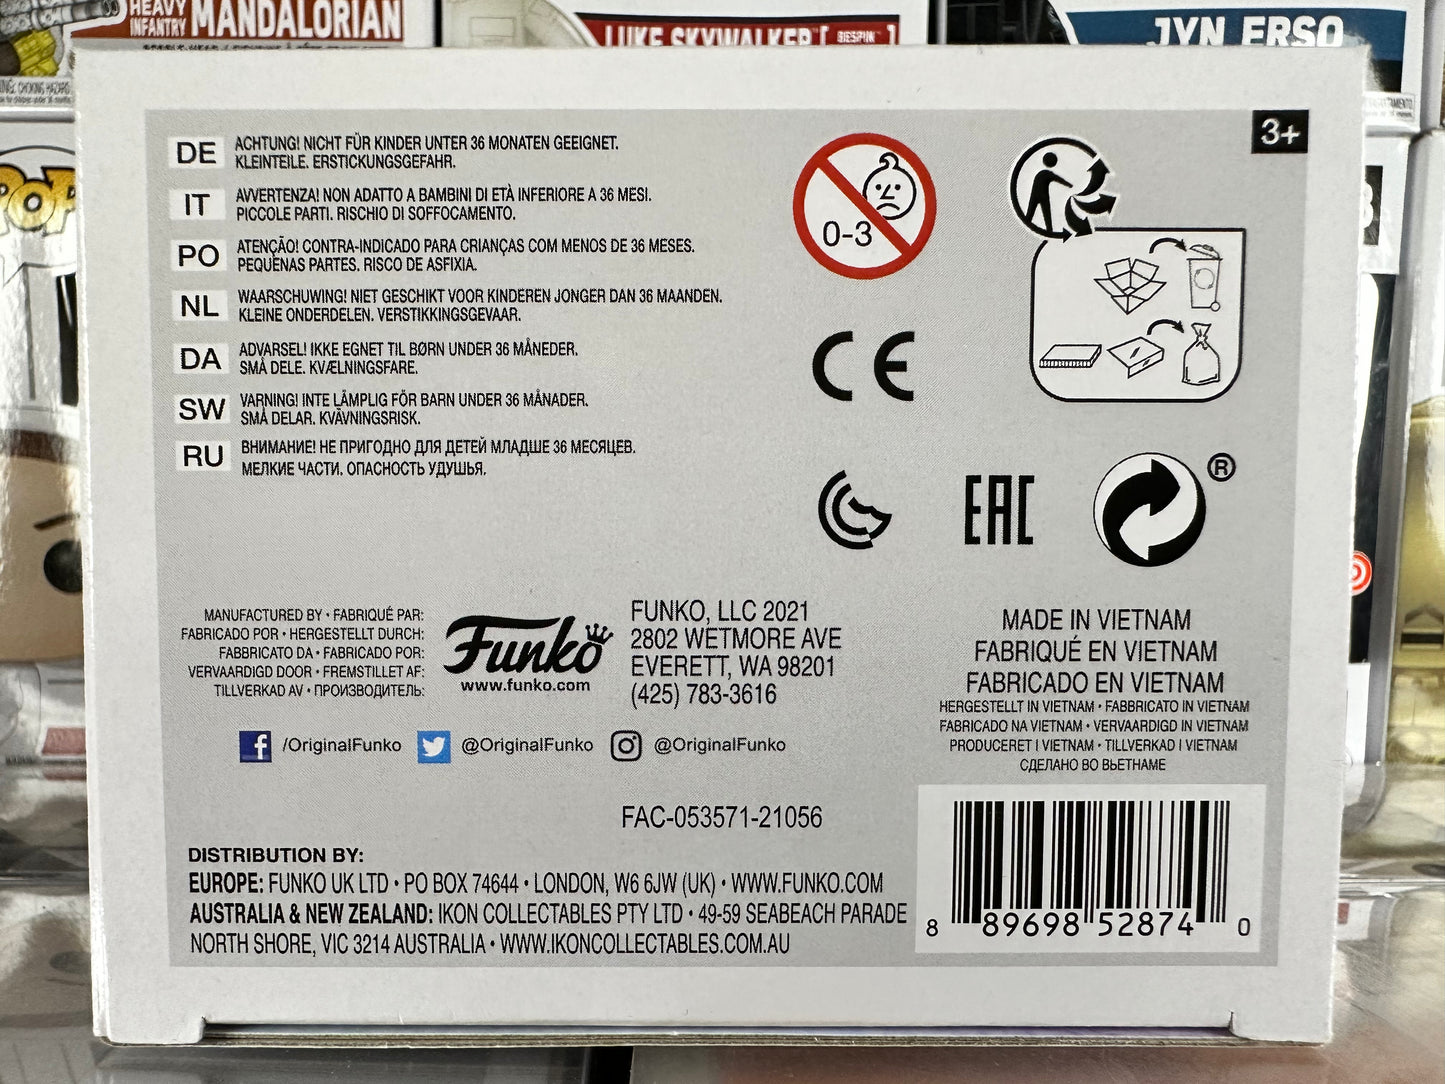 HEAVY
INFANTRY MANDALORIAN
LUKE SKYWALKER™ [BESPIN™]
JYN ERSO
POP
3+
DE ACHTUNG! NICHT FÜR KINDER UNTER 36 MONATEN GEEIGNET.
KLEINTEILE. ERSTICKUNGSGEFAHR.
IT AVVERTENZA! NON ADATTO A BAMBINI DI ETÀ INFERIORE A 36 MESI.
PICCOLE PARTI. RISCHIO DI SOFFOCAMENTO.
PO ATENÇÃO! CONTRA-INDICADO PARA CRIANÇAS COM MENOS DE 36 MESES.
PEQUENAS PARTES. RISCO DE ASFIXIA.
NL WAARSCHUWING! NIET GESCHIKT VOOR KINDEREN JONGER DAN 36 MAANDEN.
KLEINE ONDERDELEN. VERSTIKKINGSGEVAAR.
DA ADVARSEL! IKKE EGNET TIL BØRN UNDER 36 MÅNEDER.
SMÅ DELE. KVÆLNINGSFARE.
SW VARNING! INTE LÄMPLIG FÖR BARN UNDER 36 MÅNADER.
SMÅ DELAR. KVÄVNINGSRISK.
RU ВНИМАНИЕ! НЕ ПРИГОДНО ДЛЯ ДЕТЕЙ МЛАДШЕ 36 МЕСЯЦЕВ.
МЕЛКИЕ ЧАСТИ. ОПАСНОСТЬ УДУШЬЯ.
0-3
CE
EAC
®
MANUFACTURED BY • FABRIQUÉ PAR:
FABRICADO POR • HERGESTELLT DURCH:
FABBRICATO DA • FABRICADO POR:
VERVAARDIGD DOOR • FREMSTILLET AF:
TILLVERKAD AV • ПРОИЗВОДИТЕЛЬ:
Funko
www.funko.com
FUNKO, LLC 2021
2802 WETMORE AVE
EVERETT, WA 98201
(425) 783-3616
MADE IN VIETNAM
FABRIQUÉ EN VIETNAM
FABRICADO EN VIETNAM
HERGESTELLT IN VIETNAM • FABBRICATO IN VIETNAM
FABRICADO NA VIETNAM • VERVAARDIGD IN VIETNAM
PRODUCERET I VIETNAM • TILLVERKAD I VIETNAM
СДЕЛАНО ВО ВЬЕТНАМЕ
f /OriginalFunko @OriginalFunko @OriginalFunko
FAC-053571-21056
DISTRIBUTION BY:
EUROPE: FUNKO UK LTD • PO BOX 74644 • LONDON, W6 6JW (UK) • WWW.FUNKO.COM
AUSTRALIA & NEW ZEALAND: IKON COLLECTABLES PTY LTD • 49-59 SEABEACH PARADE
NORTH SHORE, VIC 3214 AUSTRALIA • WWW.IKONCOLLECTABLES.COM.AU
8 89698 52874 0